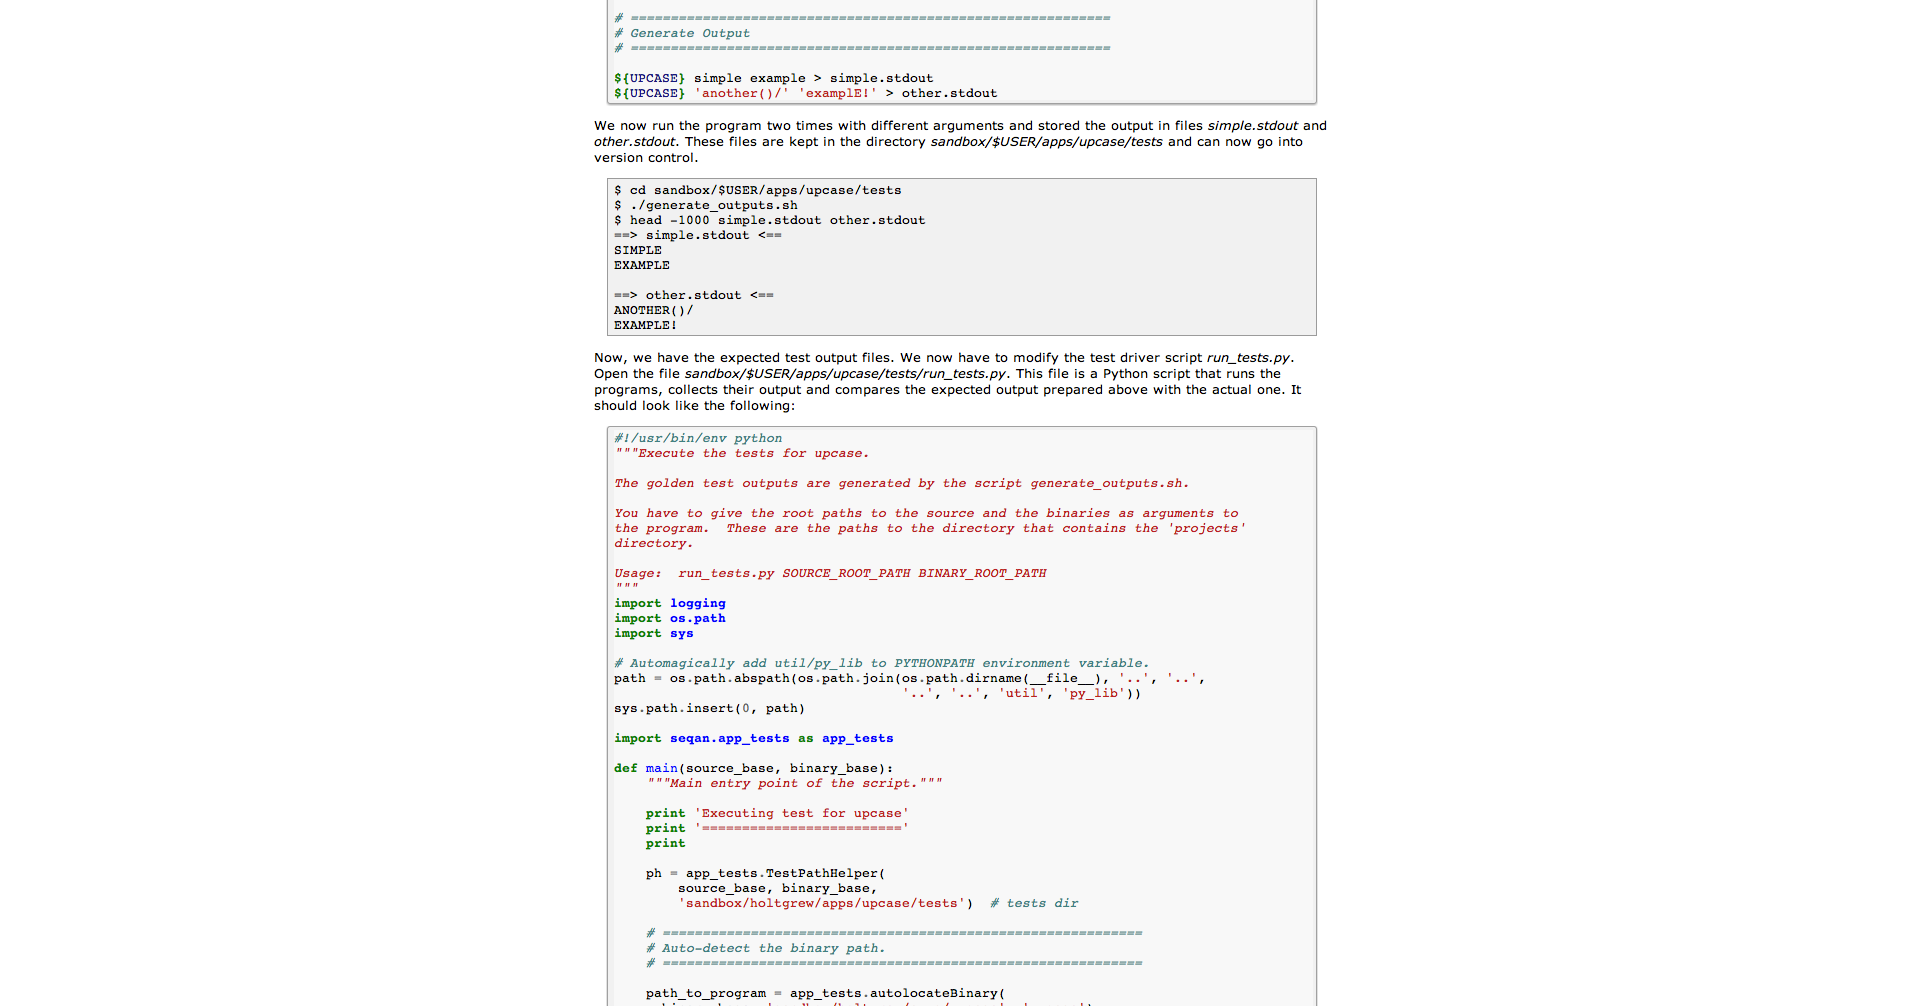 # ============================================================
# Generate Output
# ============================================================
${UPCASE} simple example > simple.stdout
${UPCASE} 'another()/' 'examplE!' > other.stdout
We now run the program two times with different arguments and stored the output in files simple.stdout and
other.stdout. These files are kept in the directory sandbox/$USER/apps/upcase/tests and can now go into
version control.
$ cd sandbox/$USER/apps/upcase/tests
$ ./generate_outputs.sh
$ head -1000 simple.stdout other.stdout
==> simple.stdout <==
SIMPLE
EXAMPLE
==> other.stdout <==
ANOTHER()/
EXAMPLE!
Now, we have the expected test output files. We now have to modify the test driver script run_tests.py.
Open the file sandbox/$USER/apps/upcase/tests/run_tests.py. This file is a Python script that runs the
programs, collects their output and compares the expected output prepared above with the actual one. It
should look like the following:
#!/usr/bin/env python
"""Execute the tests for upcase.
The golden test outputs are generated by the script generate_outputs.sh.
You have to give the root paths to the source and the binaries as arguments to
the program.  These are the paths to the directory that contains the 'projects'
directory.
Usage:  run_tests.py SOURCE_ROOT_PATH BINARY_ROOT_PATH
"""
import logging
import os.path
import sys
# Automagically add util/py_lib to PYTHONPATH environment variable.
path = os.path.abspath(os.path.join(os.path.dirname(__file__), '..', '..',
'..', '..', 'util', 'py_lib'))
sys.path.insert(0, path)
import seqan.app_tests as app_tests
def main(source_base, binary_base):
"""Main entry point of the script."""
print 'Executing test for upcase'
print '========================='
print
ph = app_tests.TestPathHelper(
source_base, binary_base,
'sandbox/holtgrew/apps/upcase/tests')  # tests dir
# ============================================================
# Auto-detect the binary path.
# ============================================================
path_to_program = app_tests.autolocateBinary(